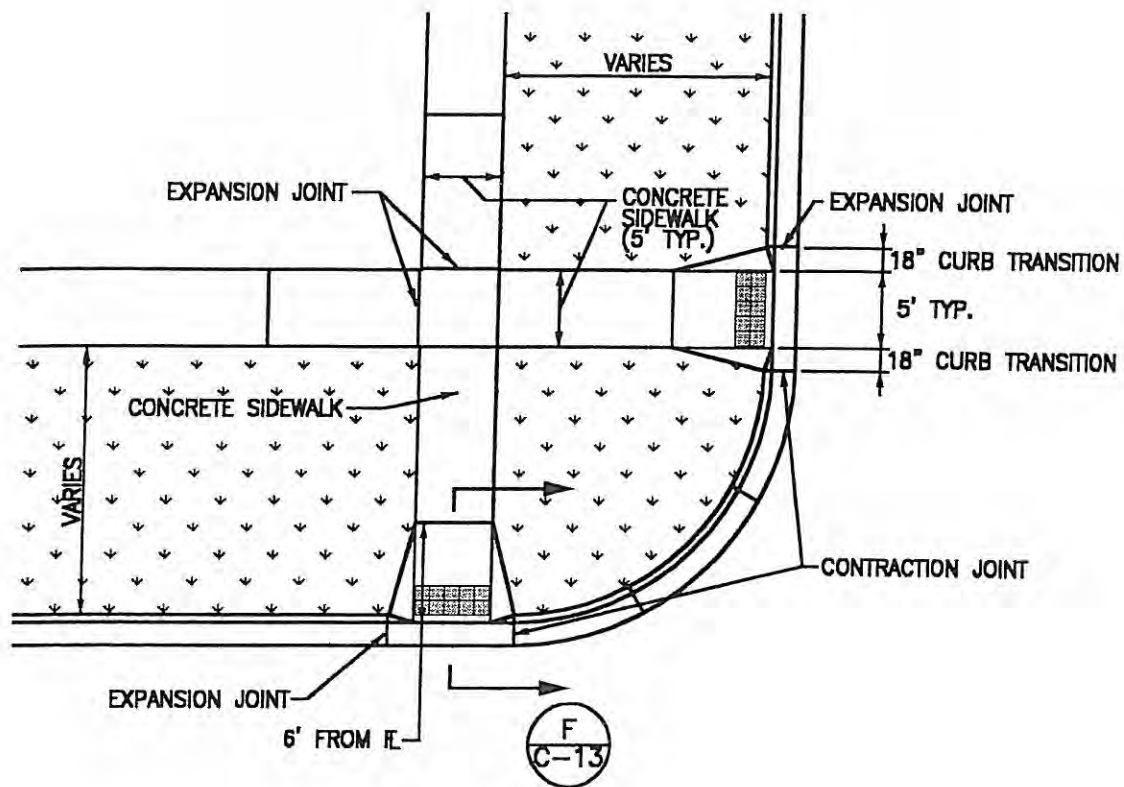 VARIES
EXPANSION JOINT
CONCRETE
SIDEWALK
(5' TYP.)
EXPANSION JOINT
18" CURB TRANSITION
5' TYP.
18" CURB TRANSITION
CONCRETE SIDEWALK
VARIES
CONTRACTION JOINT
EXPANSION JOINT
6' FROM
F
C-13